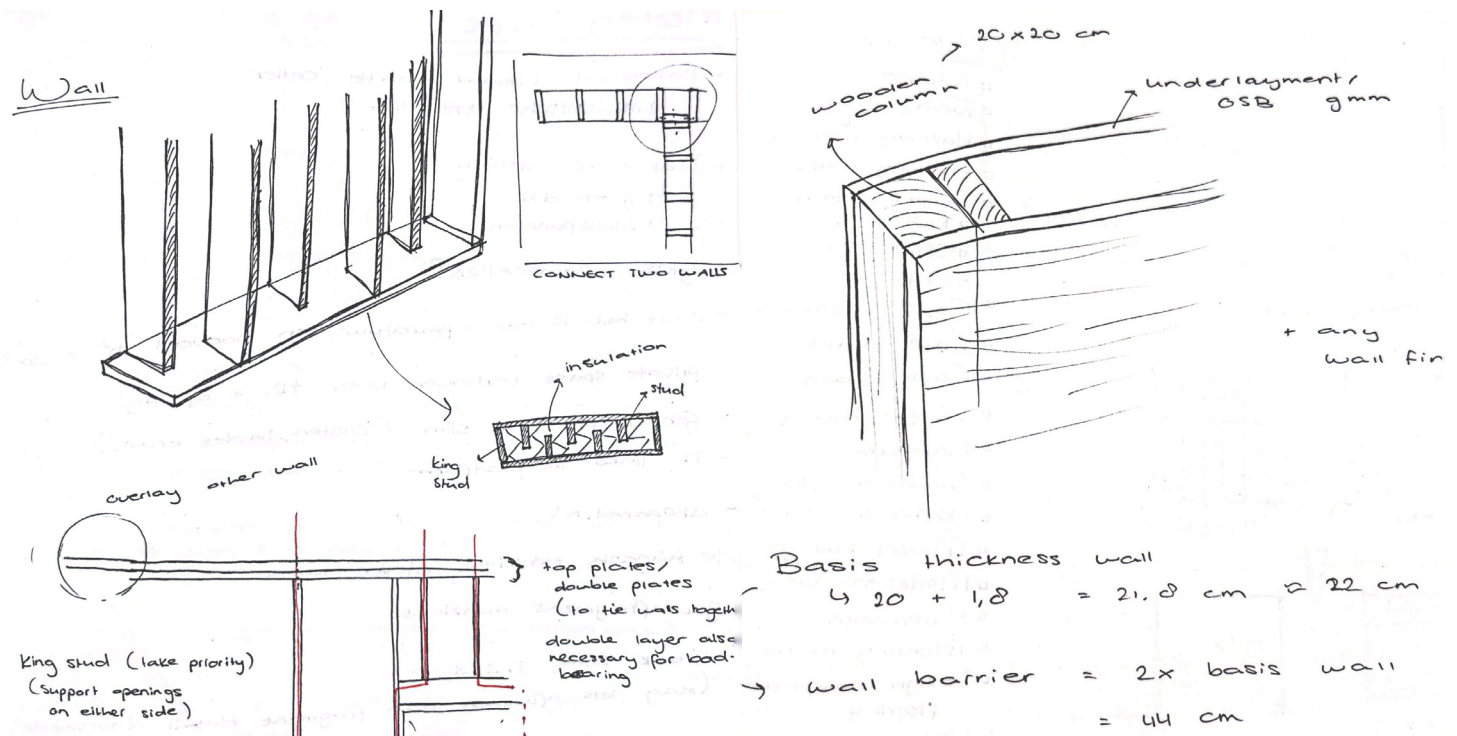 Wall
CONNECT TWO WALLS
insulation
stud
king
stud
overlay other wall
top plates/
double plates
(to tie walls togeth
double layer also
necessary for load-
bearing
King stud (take priority)
(support openings
on either side)
20x20 cm
wooden
column
underlayment/
OSB 9mm
+ any
wall fin
Basis thickness wall
↳ 20 + 1,8 = 21,8 cm ≈ 22 cm
→ wall barrier = 2x basis wall
= 44 cm